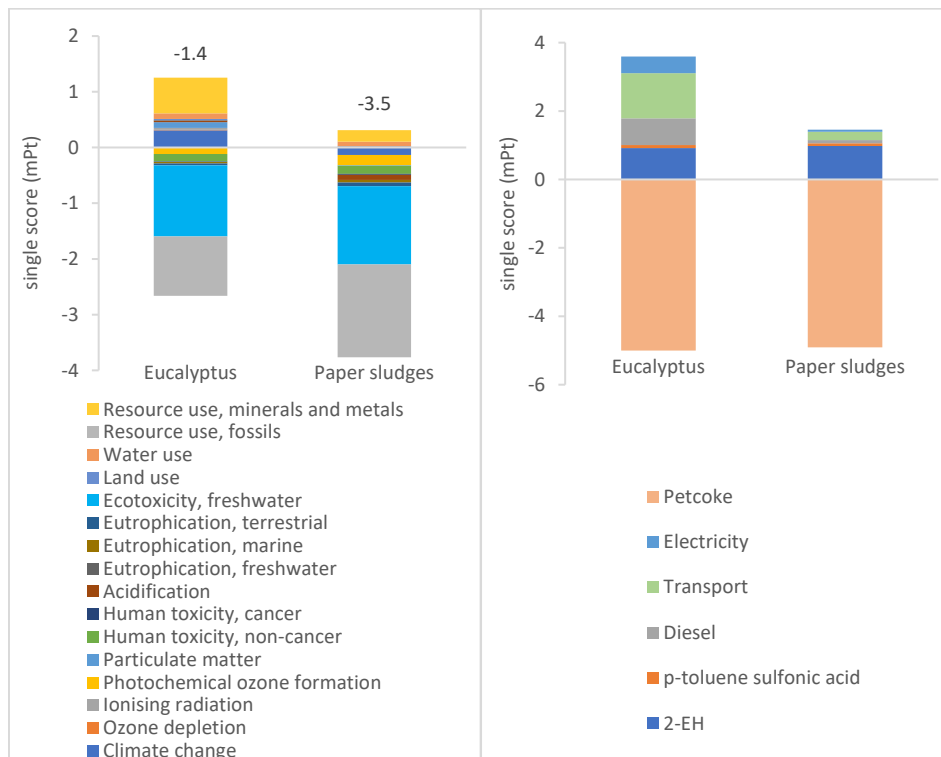 2
1
0
-1
-2
-3
-4
single score (mPt)
-1.4
-3.5
Eucalyptus
Paper sludges
Resource use, minerals and metals
Resource use, fossils
Water use
Land use
Ecotoxicity, freshwater
Eutrophication, terrestrial
Eutrophication, marine
Eutrophication, freshwater
Acidification
Human toxicity, cancer
Human toxicity, non-cancer
Particulate matter
Photochemical ozone formation
Ionising radiation
Ozone depletion
Climate change
4
2
0
-2
-4
-6
single score (mPt)
Eucalyptus
Paper sludges
Petcoke
Electricity
Transport
Diesel
p-toluene sulfonic acid
2-EH